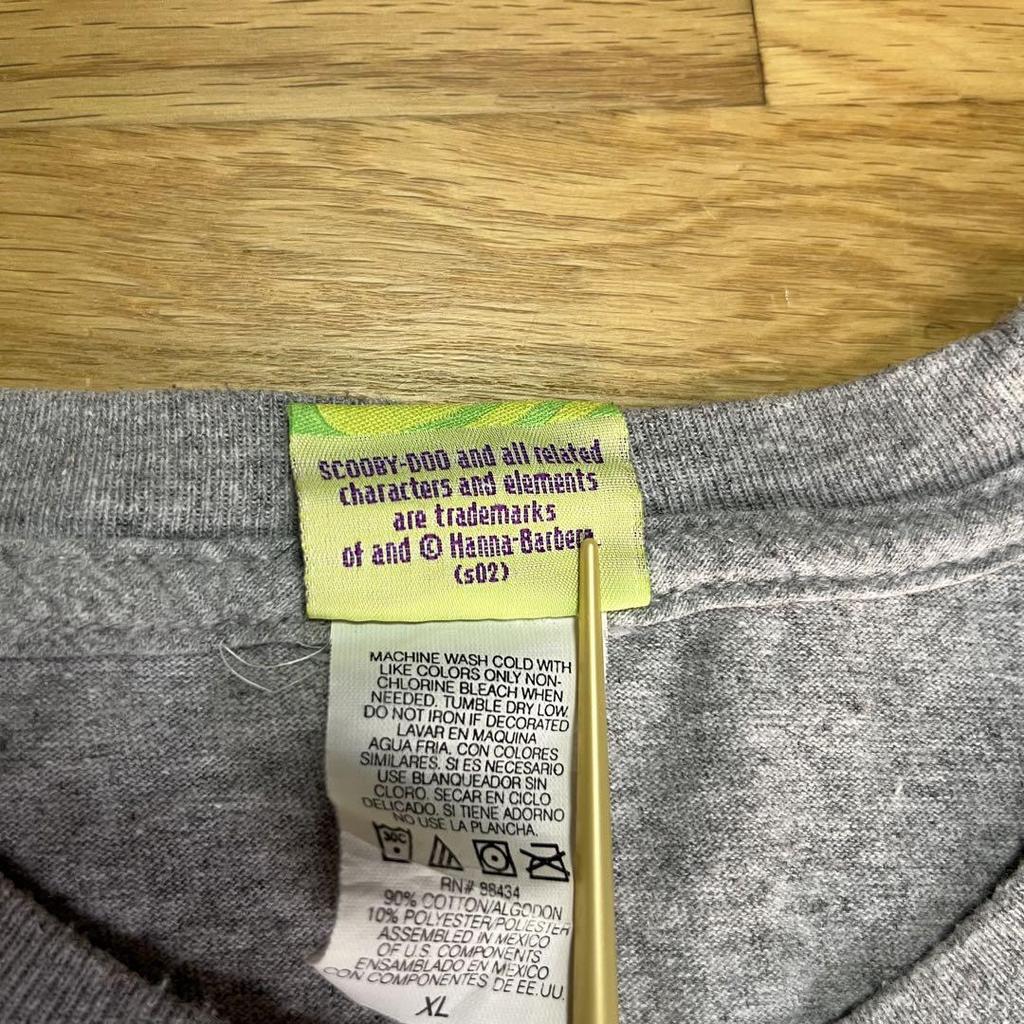 SCOOBY-DOO and all related
characters and elements
are trademarks
of and © Hanna-Barbera
(s02)
MACHINE WASH COLD WITH
LIKE COLORS ONLY NON-
CHLORINE BLEACH WHEN
NEEDED. TUMBLE DRY LOW.
DO NOT IRON IF DECORATED
LAVAR EN MAQUINA
AGUA FRIA. CON COLORES
SIMILARES. SI ES NECESARIO
USE BLANQUEADOR SIN
CLORO. SECAR EN CICLO
DELICADO. SI TIENE ADORNO
NO USE LA PLANCHA.
30C
RN# 88434
90% COTTON/ALGODON
10% POLYESTER/POLIESTER
ASSEMBLED IN MEXICO
OF U.S. COMPONENTS
ENSAMBLADO EN MEXICO
CON COMPONENTES DE EE.UU.
XL